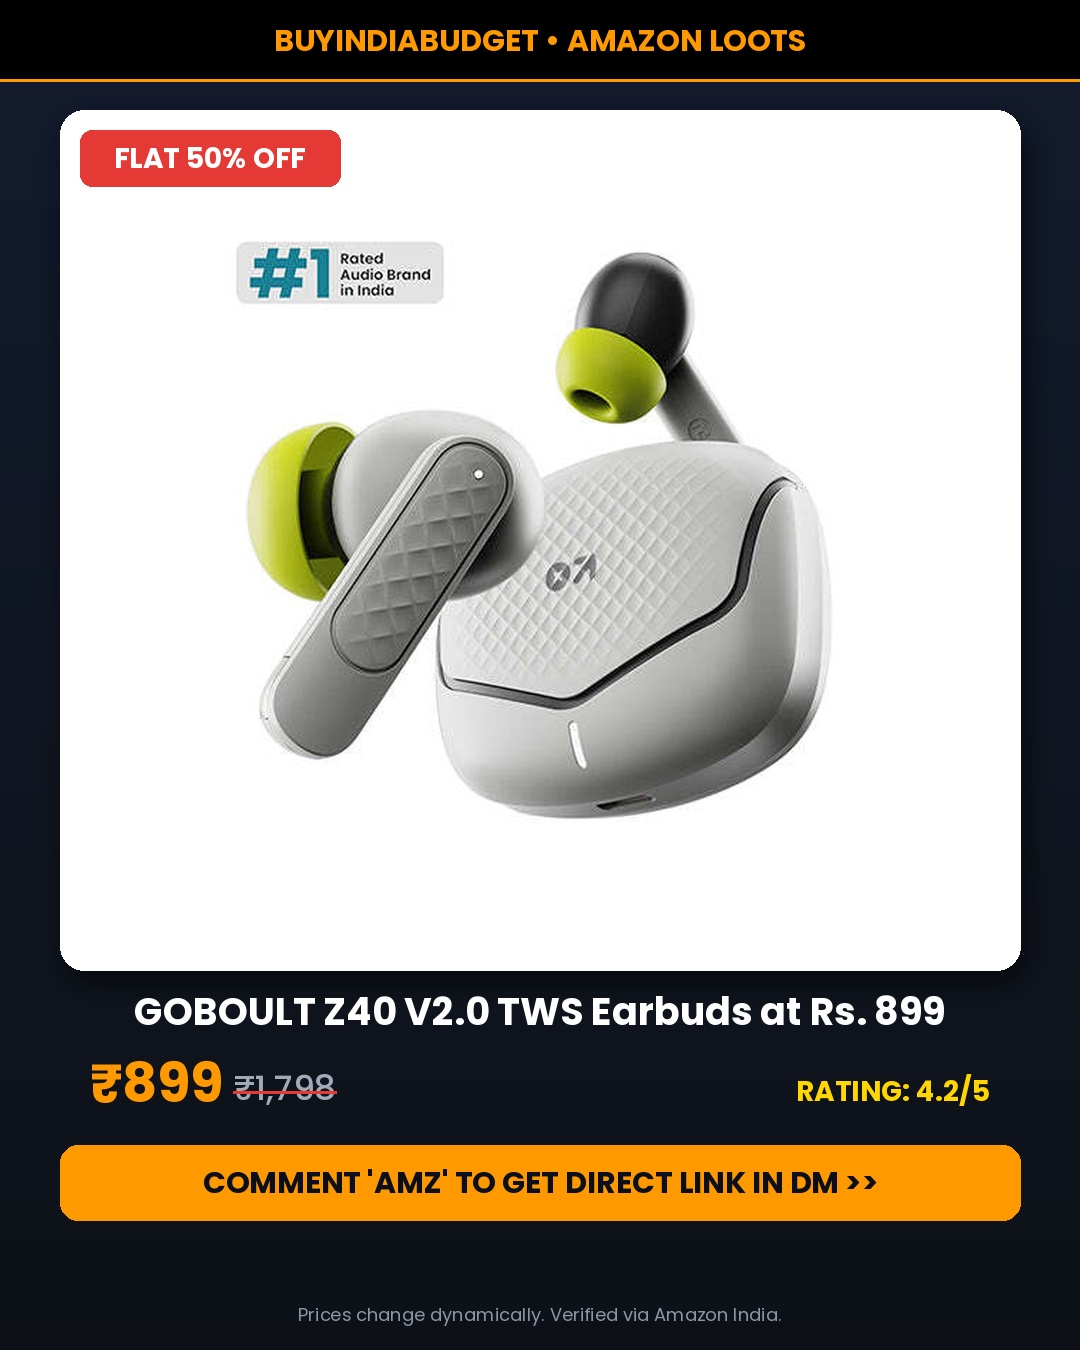 BUYINDIABUDGET • AMAZON LOOTS
FLAT 50% OFF
#1 Rated
Audio Brand
in India
GOBOULT Z40 V2.0 TWS Earbuds at Rs. 899
₹899 ₹1,798
RATING: 4.2/5
COMMENT 'AMZ' TO GET DIRECT LINK IN DM >>
Prices change dynamically. Verified via Amazon India.